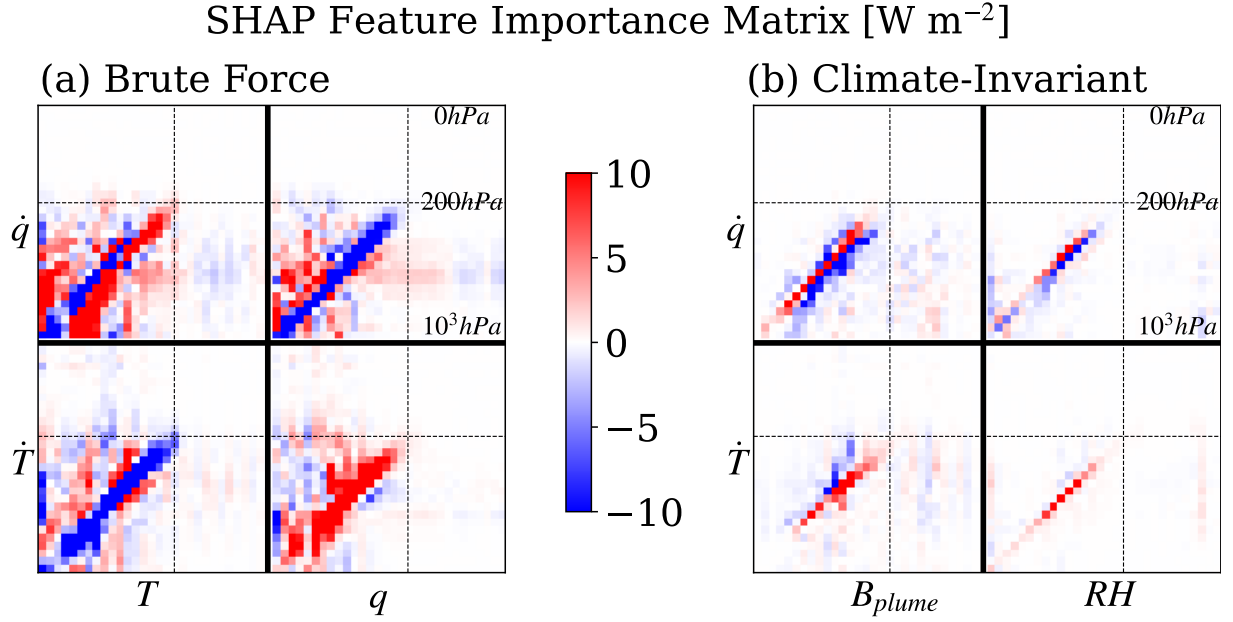 SHAP Feature Importance Matrix [W m⁻²]
(a) Brute Force
(b) Climate-Invariant
0hPa
200hPa
10³hPa
q̇
Ṫ
T
q
10
5
0
−5
−10
0hPa
200hPa
10³hPa
q̇
Ṫ
B_plume
RH